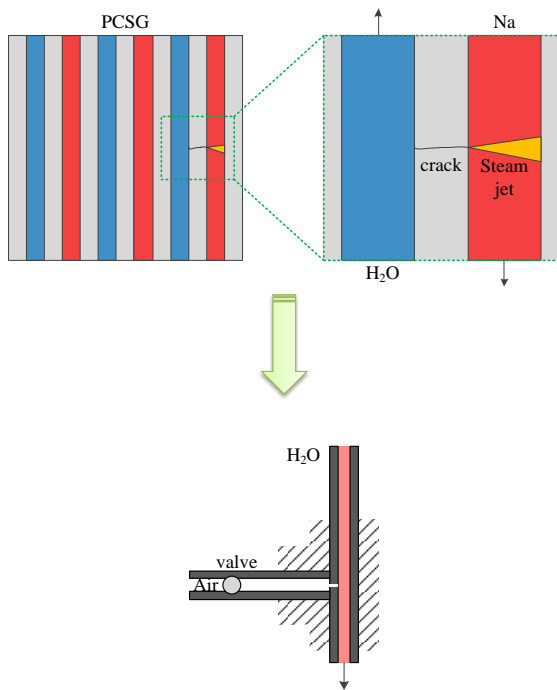 PCSG
Na
crack
Steam
jet
H₂O
H₂O
valve
Air